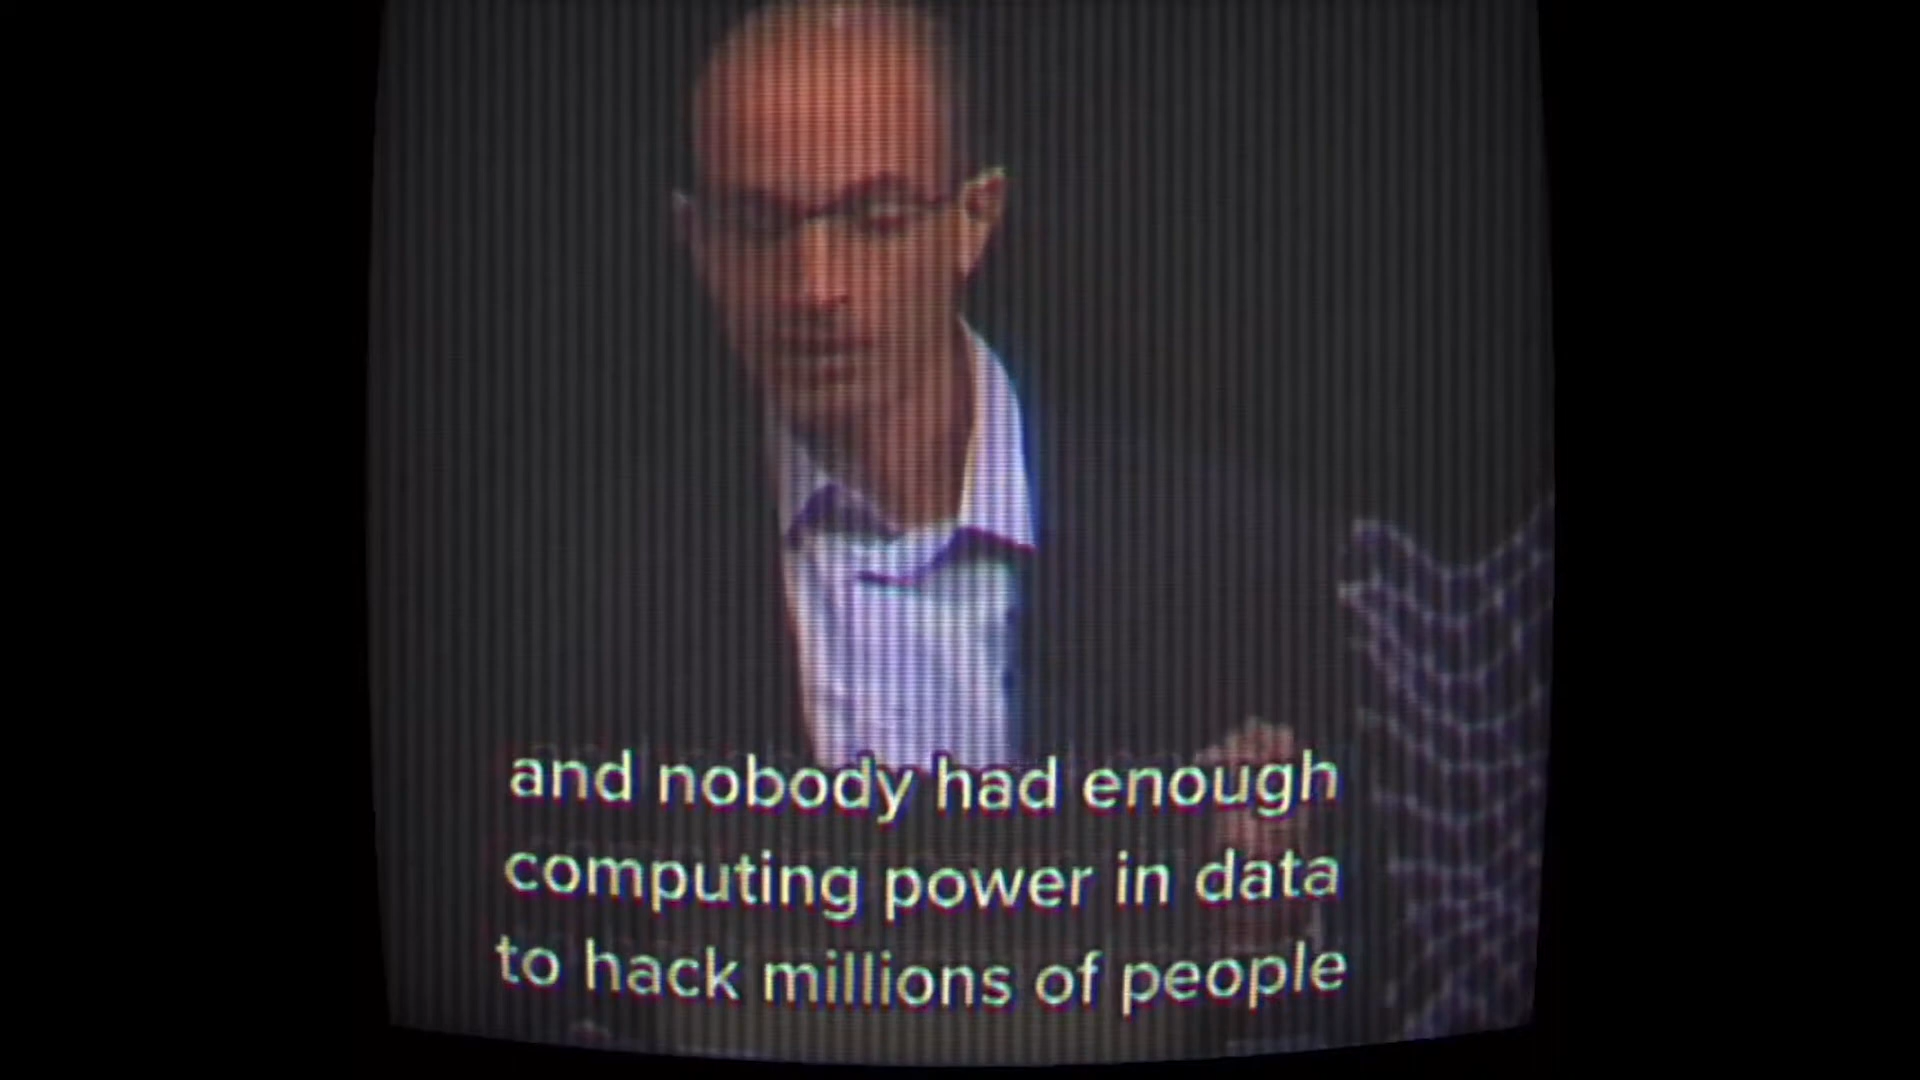 and nobody had enough
computing power in data
to hack millions of people